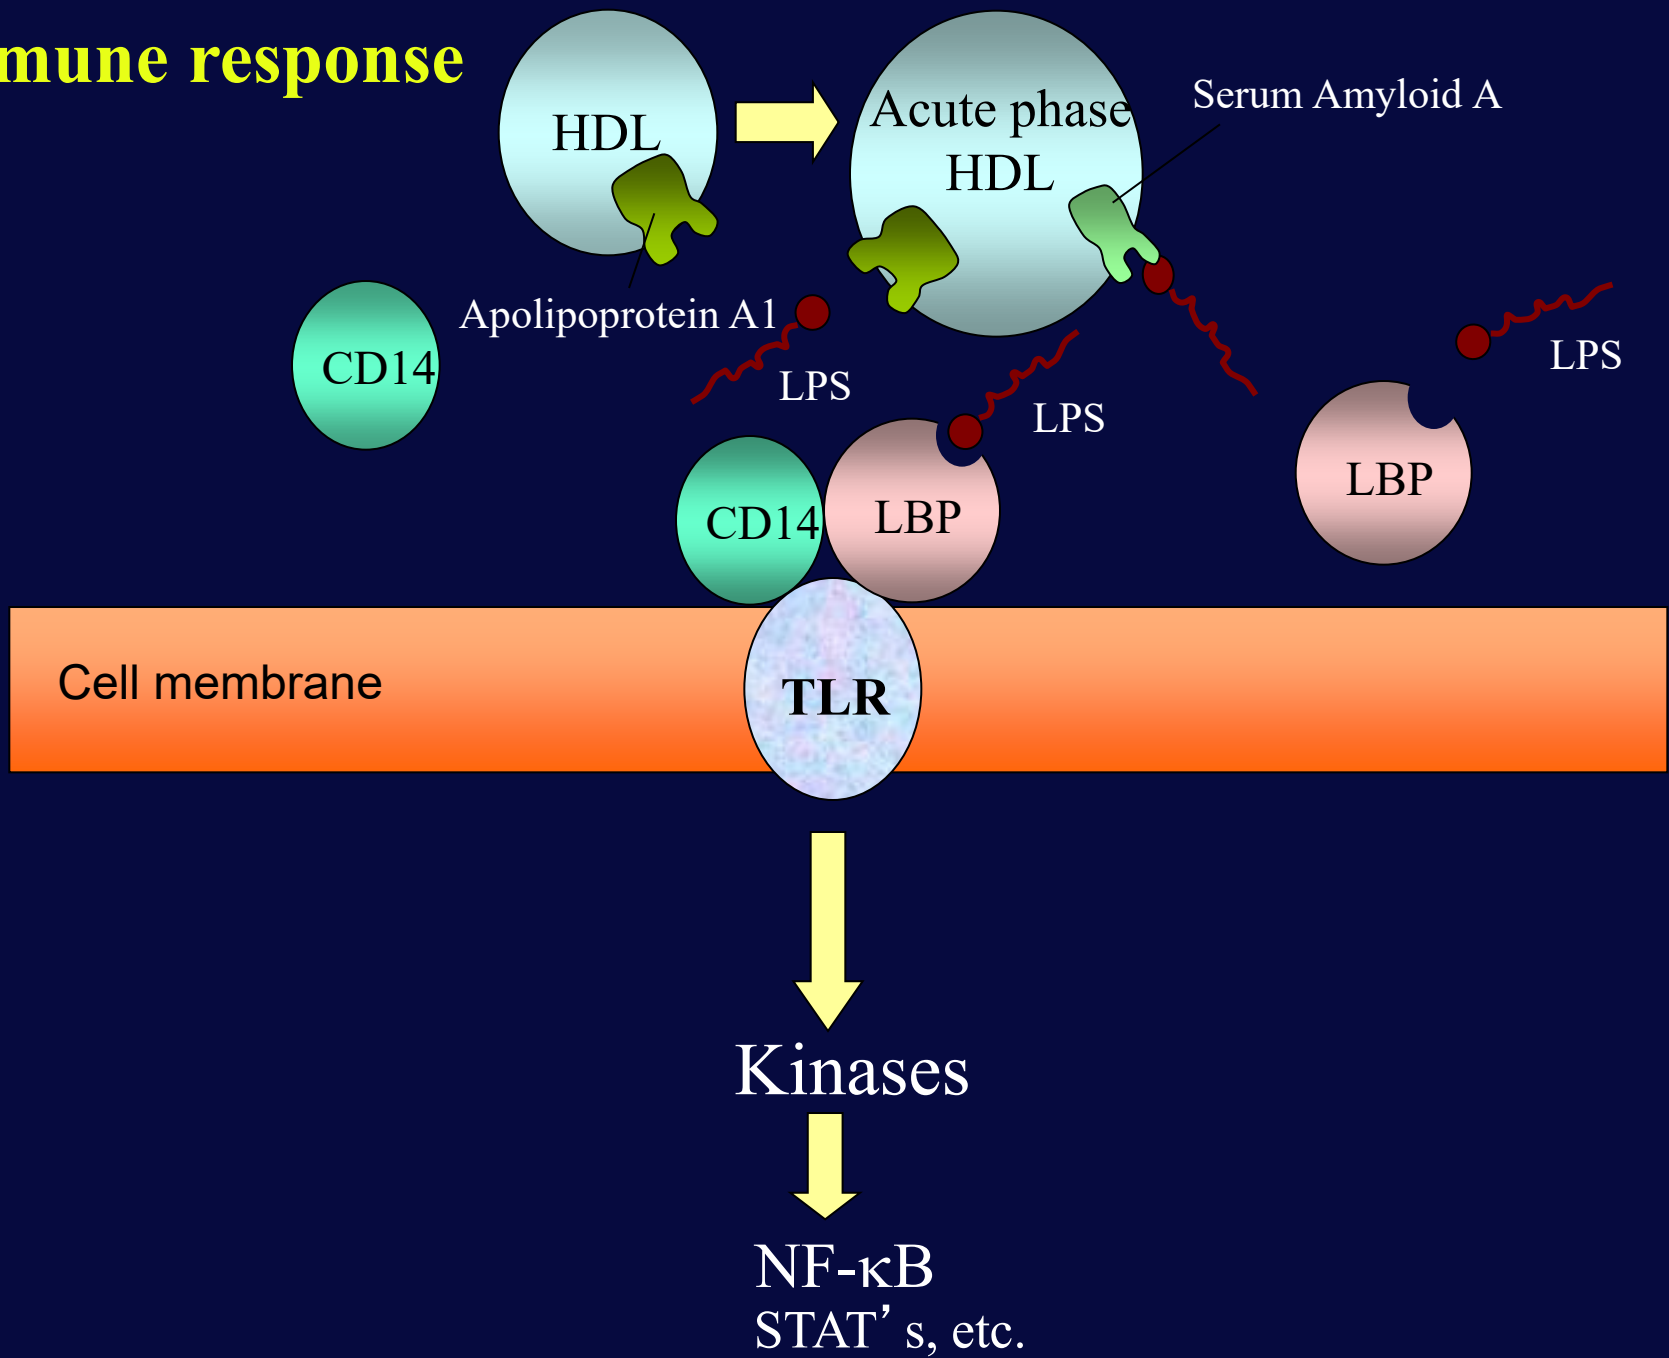 mune response
HDL
Acute phase
HDL
Serum Amyloid A
Apolipoprotein A1
CD14
LPS
LPS
LPS
CD14
LBP
LBP
Cell membrane
TLR
Kinases
NF-κB
STAT’s, etc.